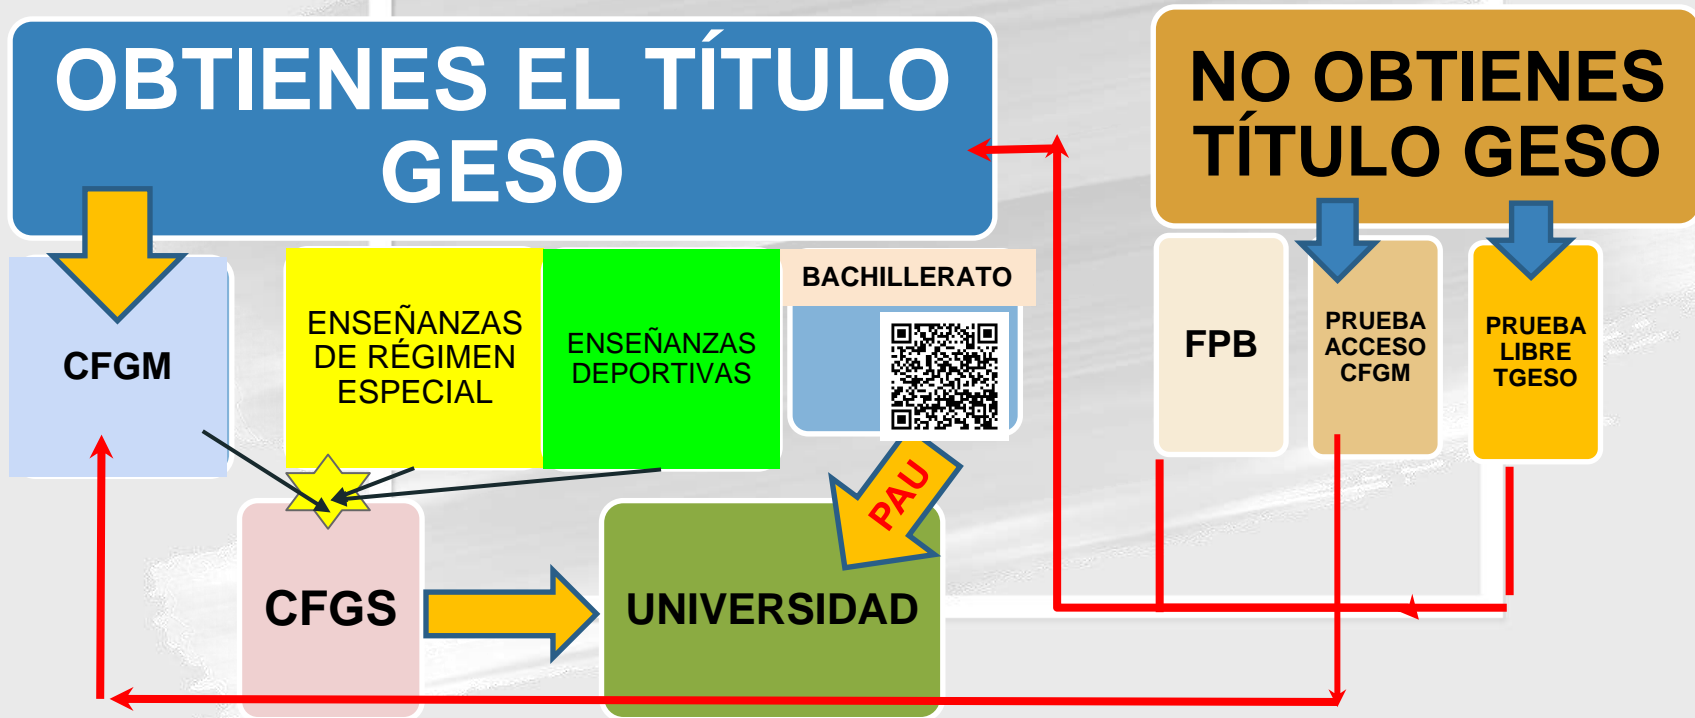 OBTIENES EL TÍTULO
GESO
NO OBTIENES
TÍTULO GESO
CFGM
ENSEÑANZAS
DE RÉGIMEN
ESPECIAL
ENSEÑANZAS
DEPORTIVAS
BACHILLERATO
FPB
PRUEBA
ACCESO
CFGM
PRUEBA
LIBRE
TGESO
PAU
CFGS
UNIVERSIDAD